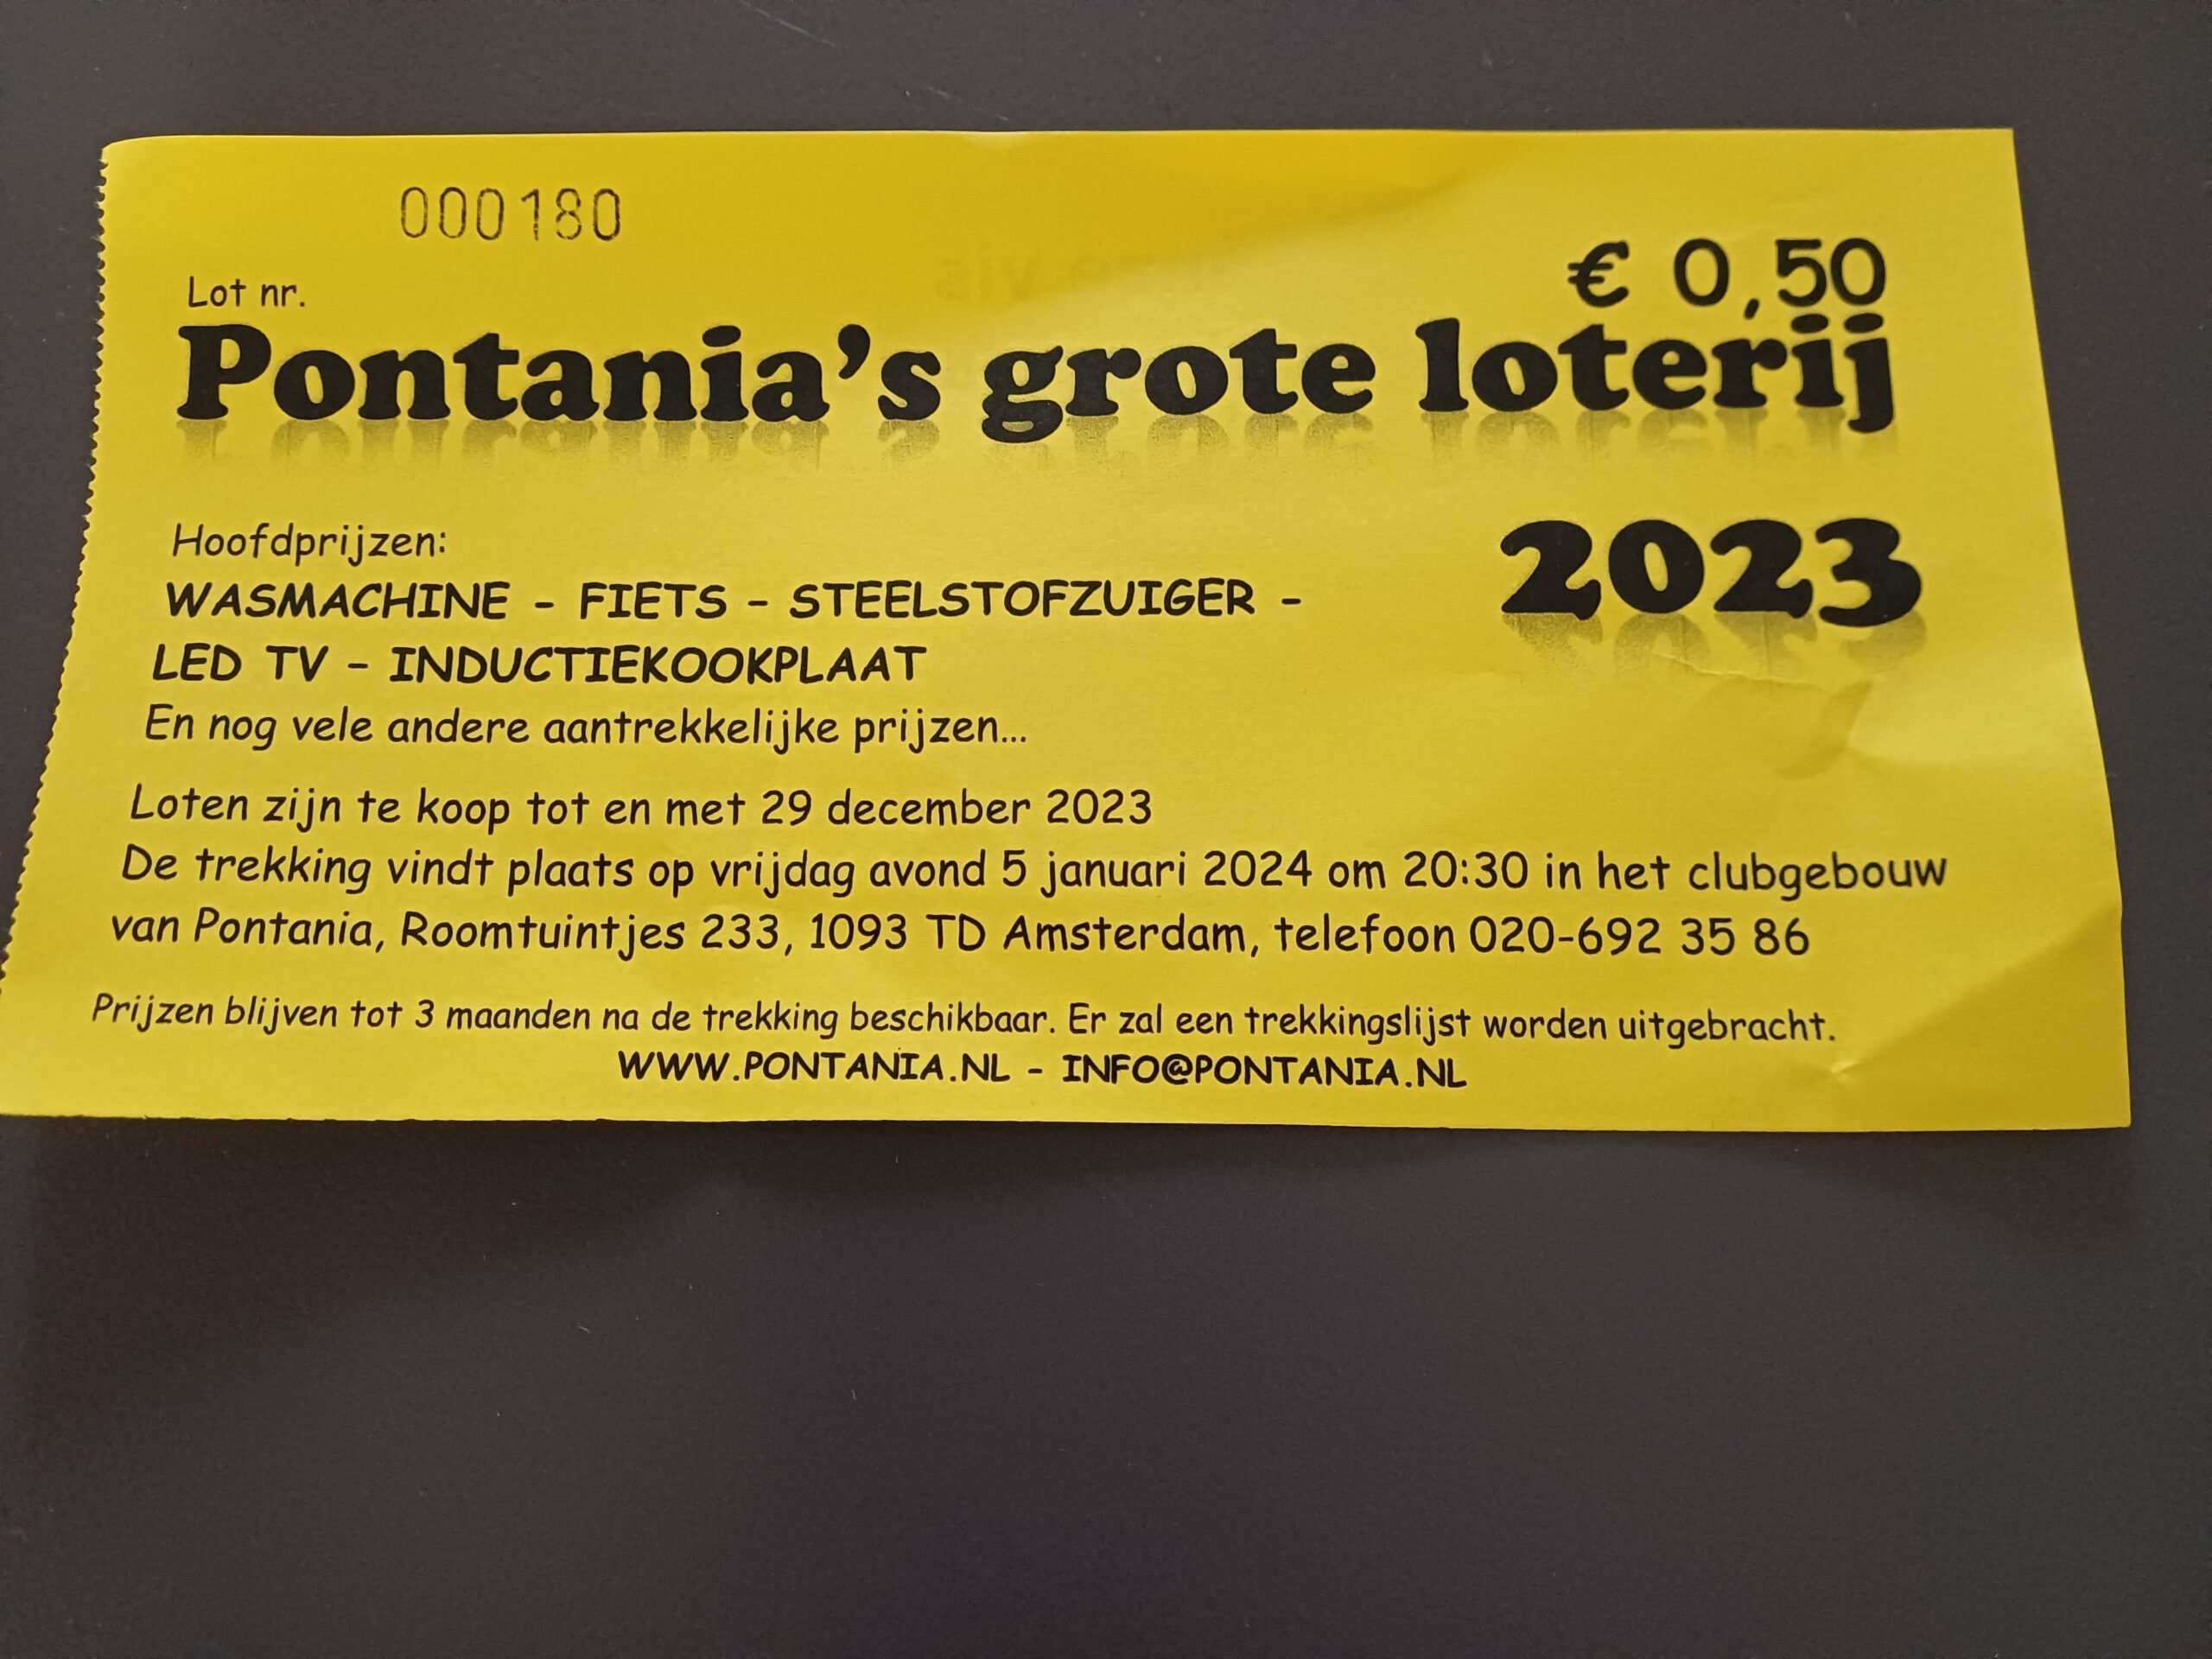 000180
€ 0,50
Lot nr.
Pontania's grote loterij
2023
Hoofdprijzen:
WASMACHINE - FIETS - STEELSTOFZUIGER -
LED TV - INDUCTIEKOOKPLAAT
En nog vele andere aantrekkelijke prijzen...
Loten zijn te koop tot en met 29 december 2023
De trekking vindt plaats op vrijdag avond 5 januari 2024 om 20:30 in het clubgebouw
van Pontania, Roomtuintjes 233, 1093 TD Amsterdam, telefoon 020-692 35 86
Prijzen blijven tot 3 maanden na de trekking beschikbaar. Er zal een trekkingslijst worden uitgebracht.
WWW.PONTANIA.NL - INFO@PONTANIA.NL